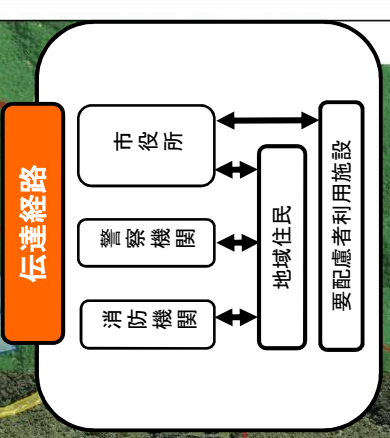 伝達経路
消防機関
警察機関
市役所
地域住民
要配慮者利用施設